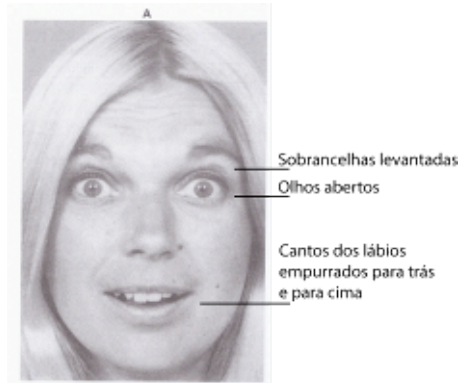 A
Sobrancelhas levantadas
Olhos abertos
Cantos dos lábios
empurrados para trás
e para cima